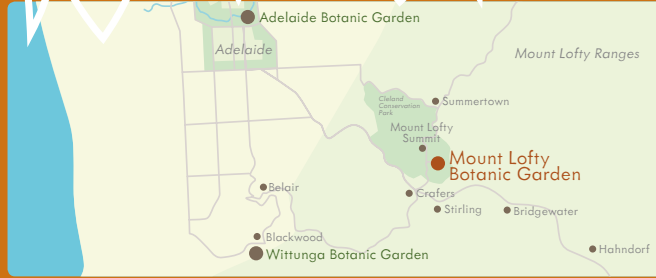 Adelaide Botanic Garden
Adelaide
Mount Lofty Ranges
Cleland
Conservation
Park
Summertown
Mount Lofty
Summit
Mount Lofty
Botanic Garden
Belair
Crafers
Stirling
Bridgewater
Blackwood
Wittunga Botanic Garden
Hahndorf